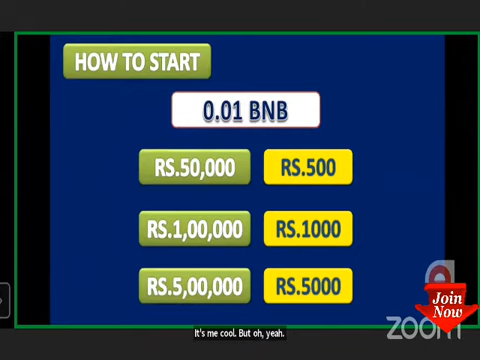 HOW TO START
0.01 BNB
RS.50,000 RS.500
RS.1,00,000 RS.1000
RS.5,00,000 RS.5000
Join
Now
zoom
It's me cool. But oh, yeah.